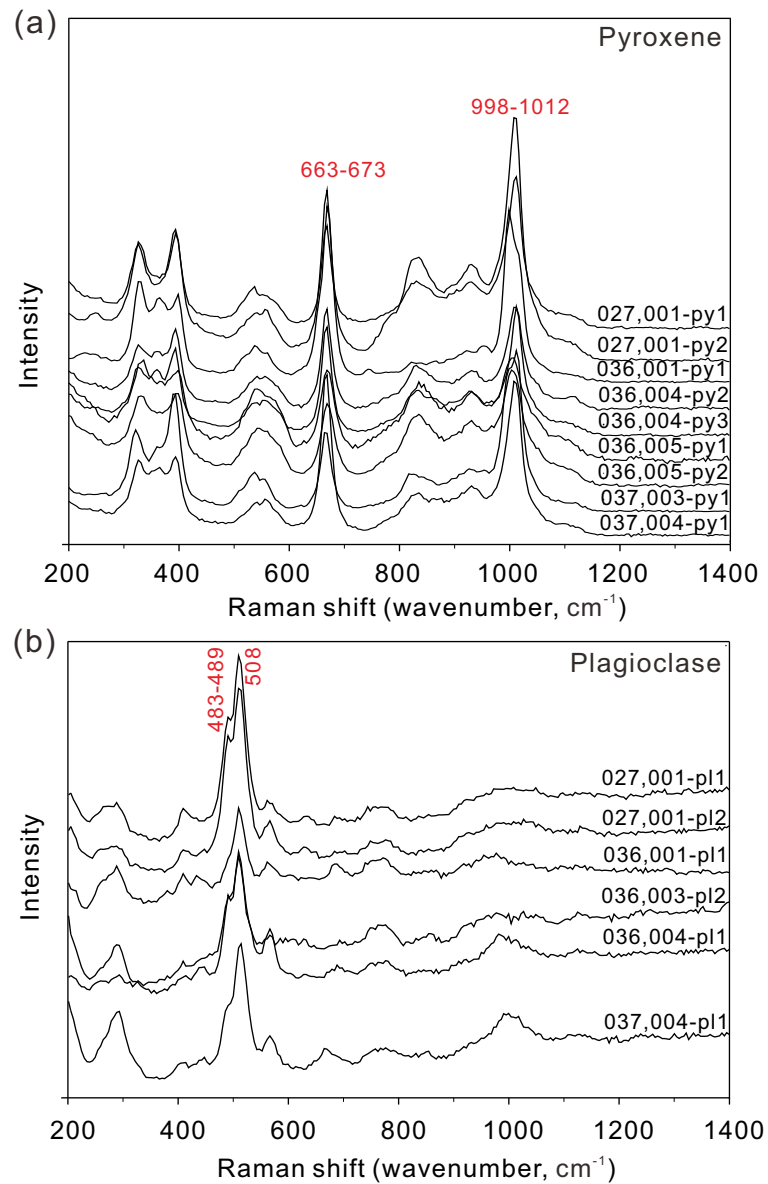 (a)
Pyroxene
998-1012
663-673
027,001-py1
027,001-py2
036,001-py1
036,004-py2
036,004-py3
036,005-py1
036,005-py2
037,003-py1
037,004-py1
Intensity
200 400 600 800 1000 1200 1400
Raman shift (wavenumber, cm⁻¹)
(b)
Plagioclase
483-489
508
027,001-pl1
027,001-pl2
036,001-pl1
036,003-pl2
036,004-pl1
037,004-pl1
Intensity
200 400 600 800 1000 1200 1400
Raman shift (wavenumber, cm⁻¹)